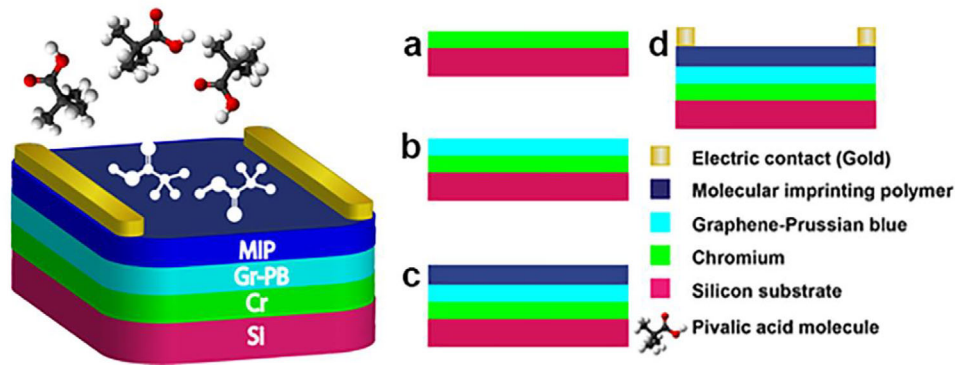 MIP
Gr-PB
Cr
SI
a
b
c
d
Electric contact (Gold)
Molecular imprinting polymer
Graphene-Prussian blue
Chromium
Silicon substrate
Pivalic acid molecule